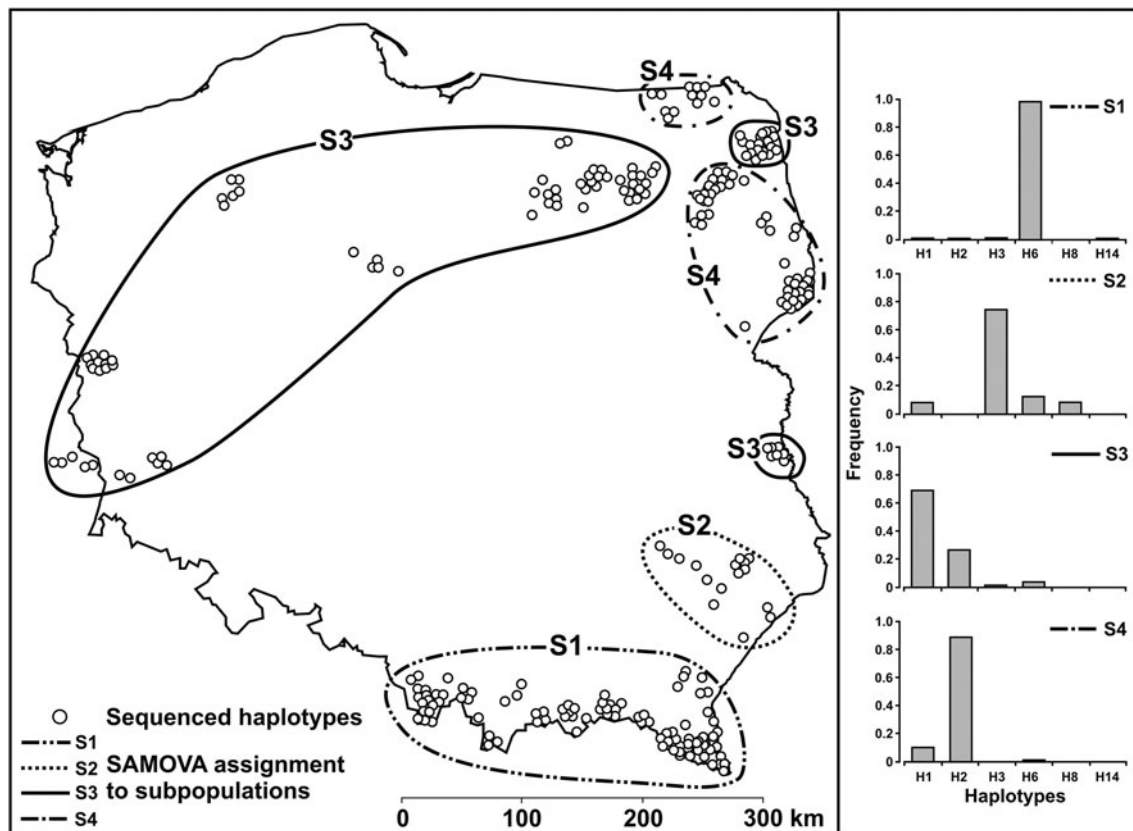 S4
S3
S3
S4
S3
S2
S1
Sequenced haplotypes
S1
S2
SAMOVA assignment
to subpopulations
S3
S4
0 100 200 300 km
Frequency
S1
1.0
0.8
0.6
0.4
0.2
0
H1 H2 H3 H6 H8 H14
S2
1.0
0.8
0.6
0.4
0.2
0
S3
1.0
0.8
0.6
0.4
0.2
0
S4
1.0
0.8
0.6
0.4
0.2
0
H1 H2 H3 H6 H8 H14
Haplotypes